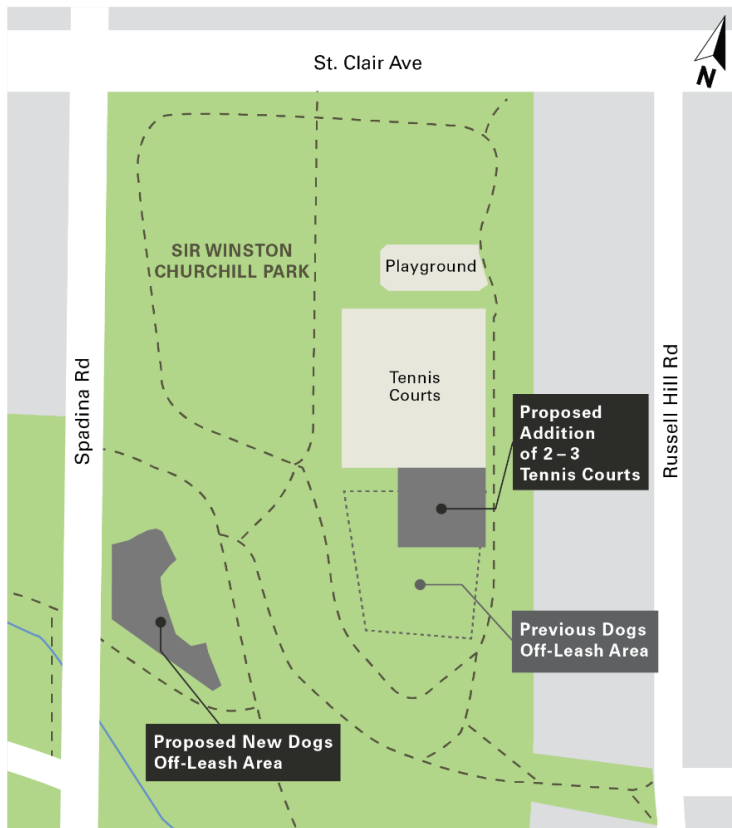 St. Clair Ave
N
SIR WINSTON
CHURCHILL PARK
Playground
Tennis
Courts
Spadina Rd
Russell Hill Rd
Proposed
Addition
of 2 – 3
Tennis Courts
Previous Dogs
Off-Leash Area
Proposed New Dogs
Off-Leash Area